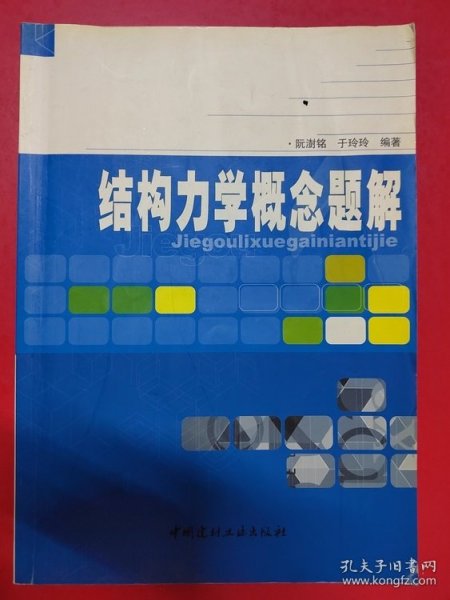 ·阮澍铭 于玲玲 编著
结构力学概念题解
Jiegoulixuegainiantijie
中国建材工业出版社
孔夫子旧书网
www.kongfz.com